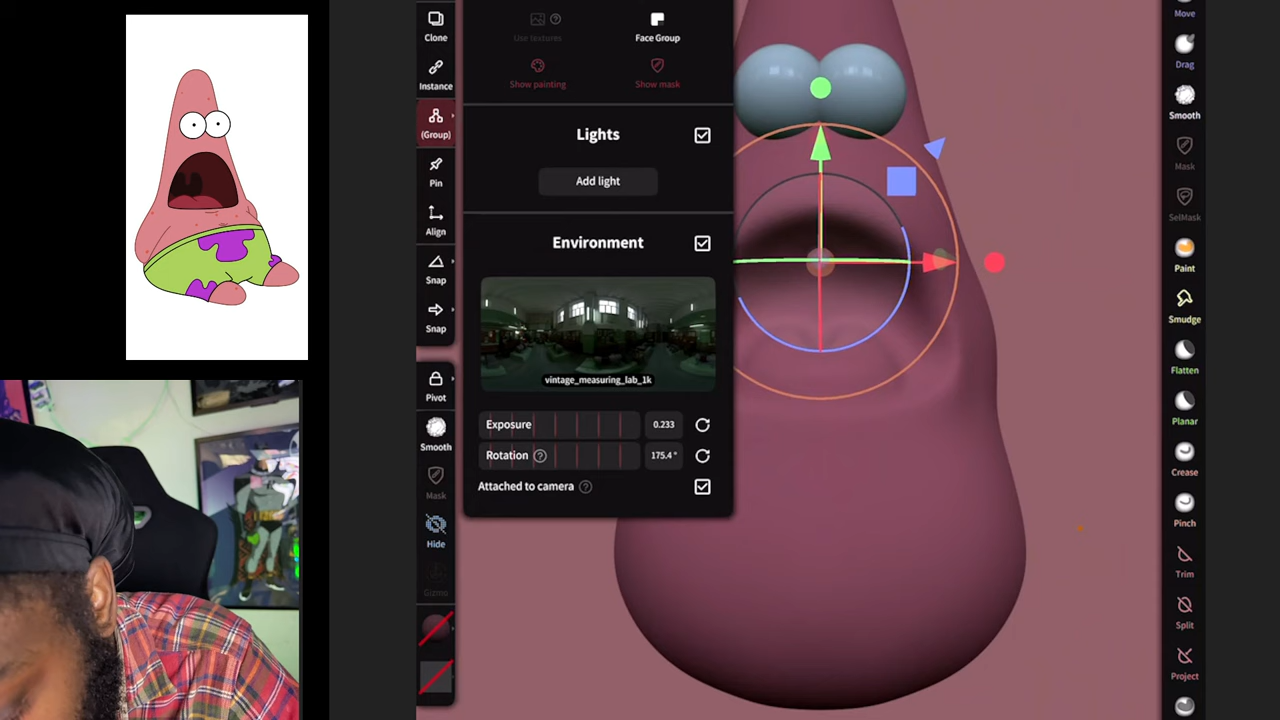 Clone
Instance
(Group)
Pin
Align
Snap
Snap
Pivot
Smooth
Mask
Hide
Gizmo
Use textures
Face Group
Show painting
Show mask
Lights
Add light
Environment
vintage_measuring_lab_1k
Exposure
0.233
Rotation ?
175.4 °
Attached to camera ?
Move
Drag
Smooth
Mask
SelMask
Paint
Smudge
Flatten
Planar
Crease
Pinch
Trim
Split
Project